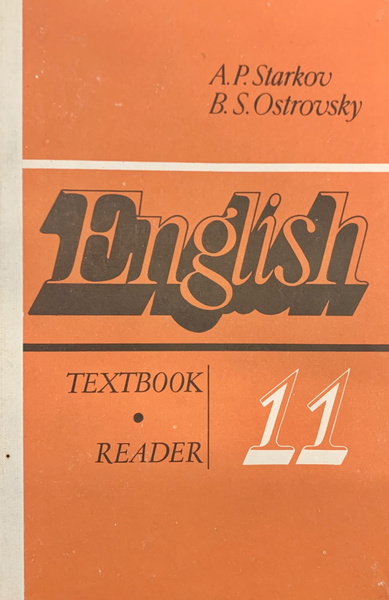 A.P. Starkov
B.S. Ostrovsky
English
TEXTBOOK
•
READER
11